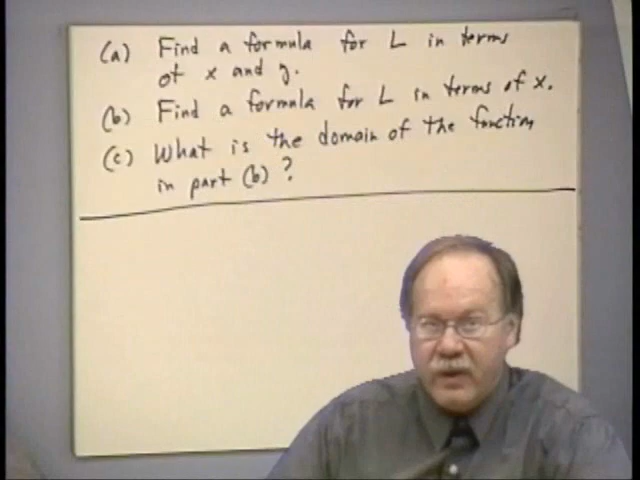 (a) Find a formula for L in terms
of x and y.
(b) Find a formula for L in terms of x.
(c) What is the domain of the function
in part (b) ?